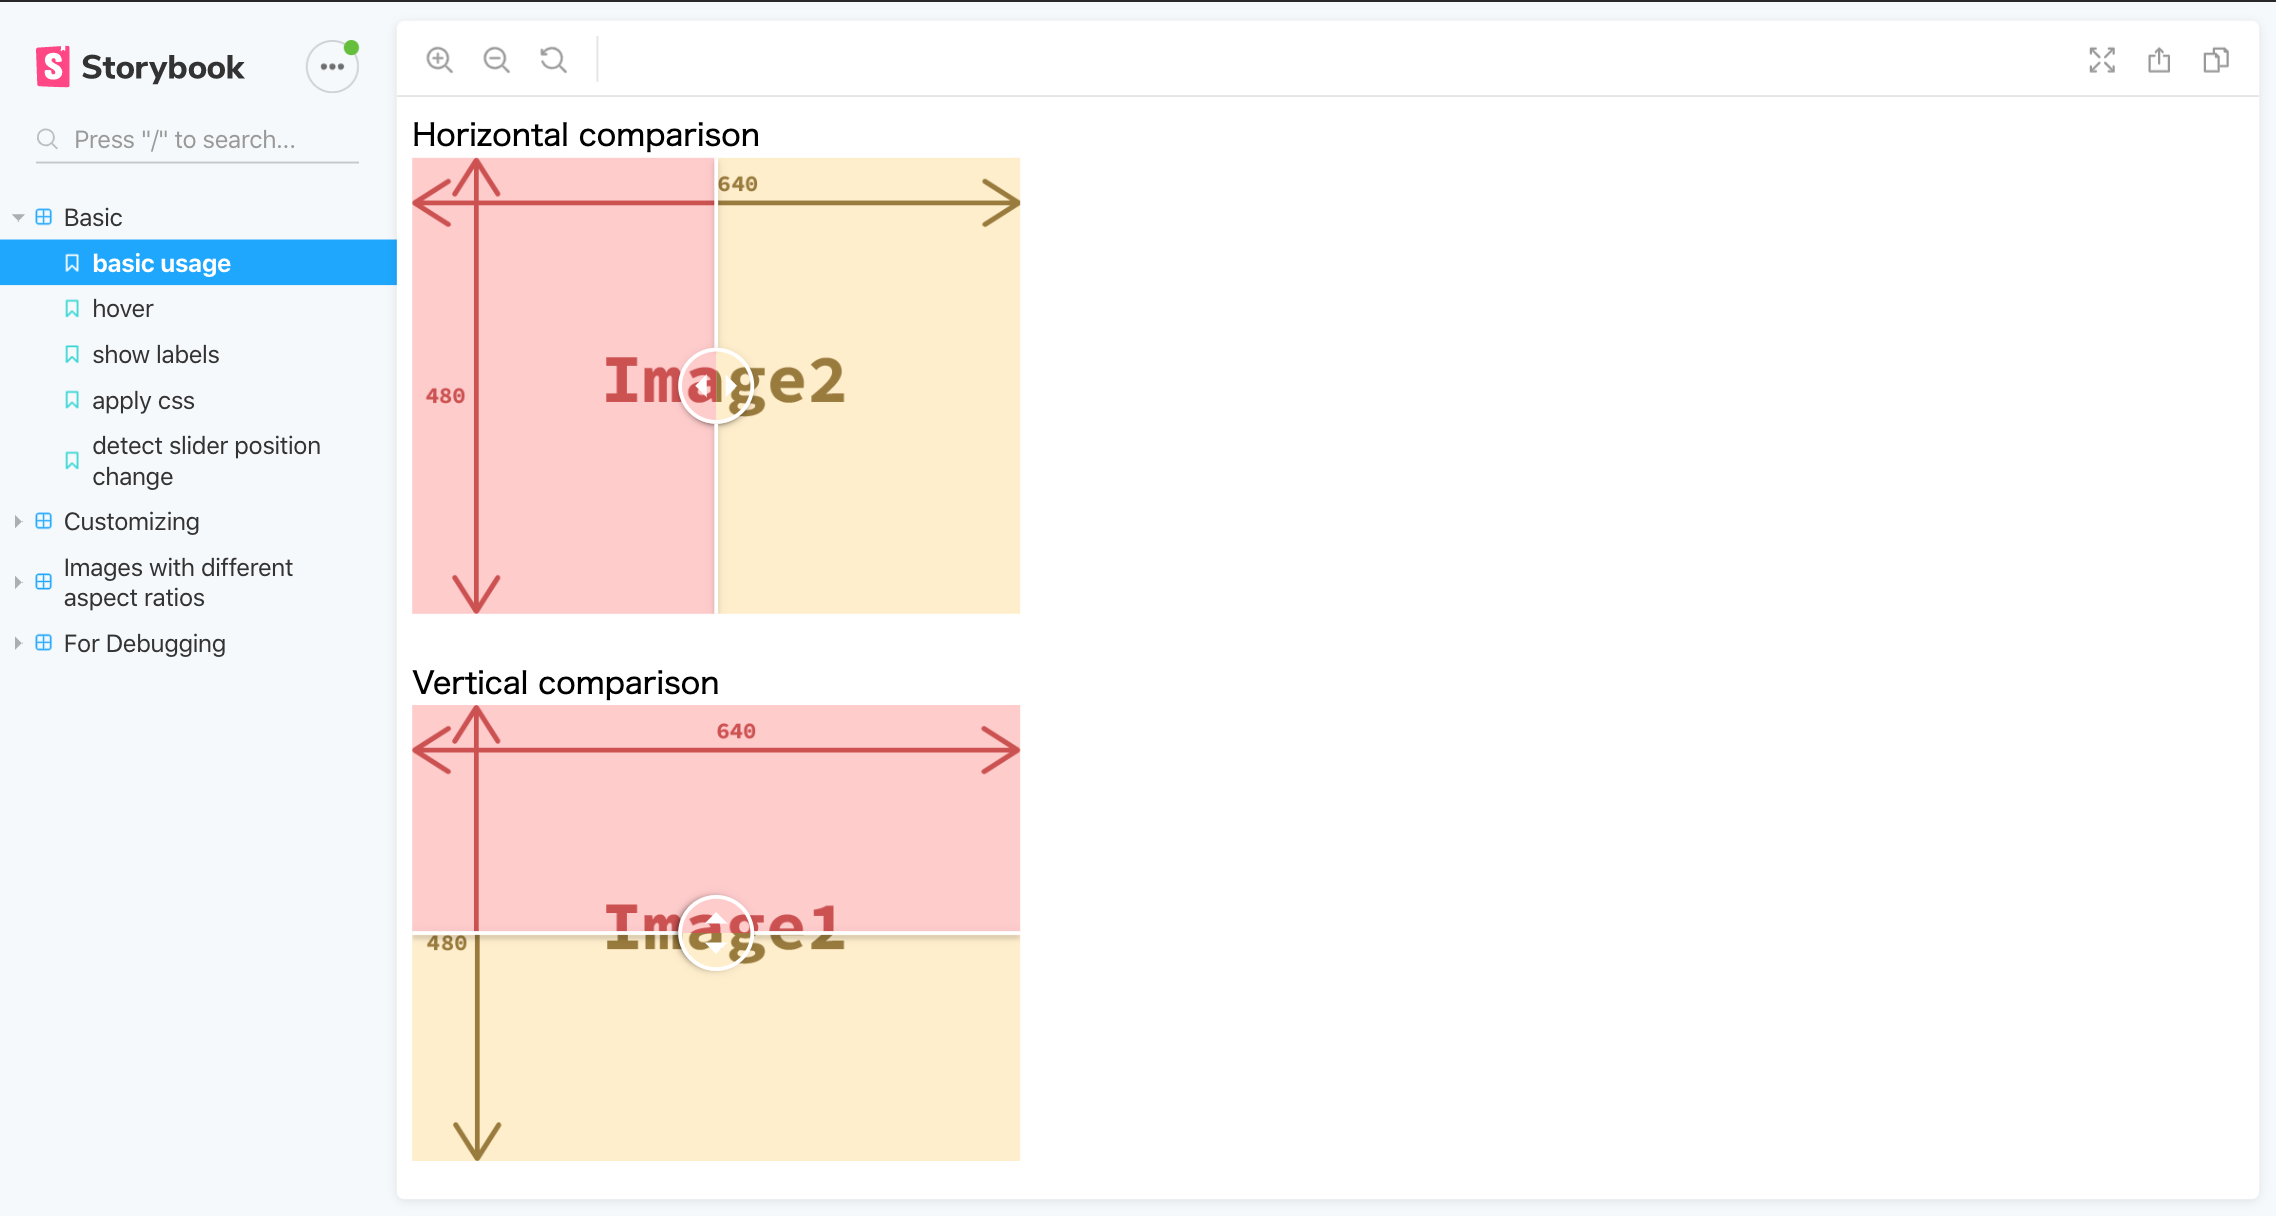 Storybook
Press "/" to search...
Basic
basic usage
hover
show labels
apply css
detect slider position
change
Customizing
Images with different
aspect ratios
For Debugging
Horizontal comparison
640
480
Image2
Vertical comparison
640
480
Image1